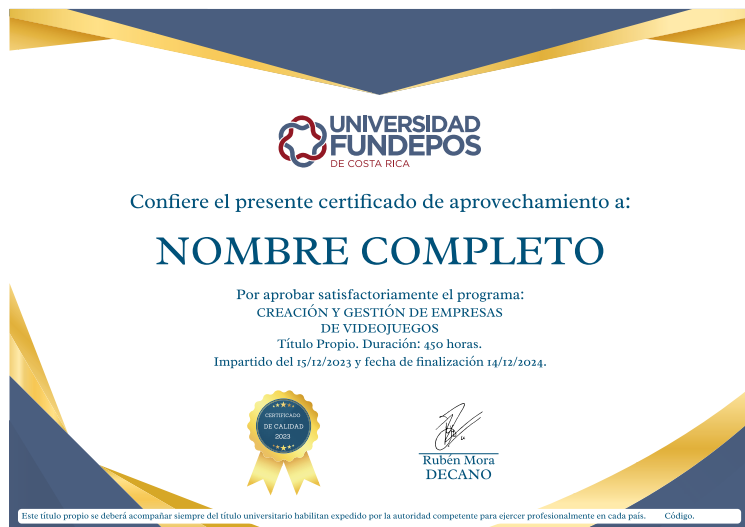 UNIVERSIDAD
FUNDEPOS
DE COSTA RICA
Confiere el presente certificado de aprovechamiento a:
NOMBRE COMPLETO
Por aprobar satisfactoriamente el programa:
CREACIÓN Y GESTIÓN DE EMPRESAS
DE VIDEOJUEGOS
Título Propio. Duración: 450 horas.
Impartido del 15/12/2023 y fecha de finalización 14/12/2024.
CERTIFICADO
DE CALIDAD
2023
Rubén Mora
DECANO
Este título propio se deberá acompañar siempre del título universitario habilitan expedido por la autoridad competente para ejercer profesionalmente en cada país. Código.